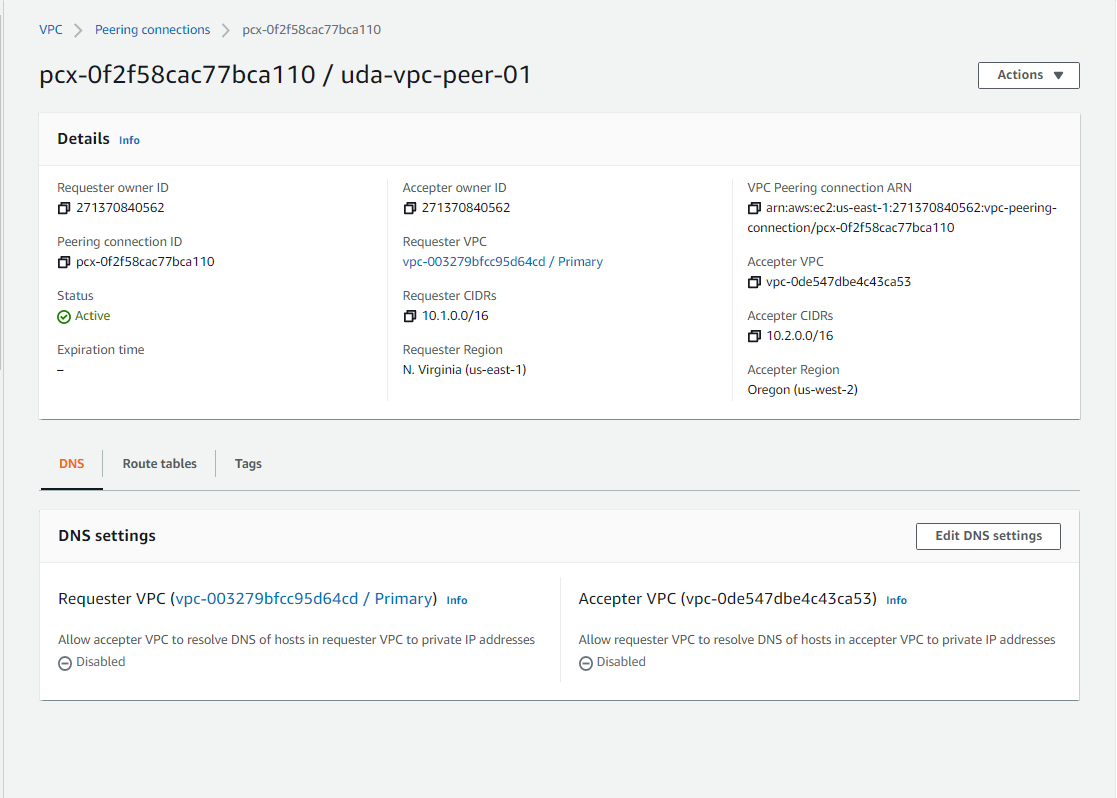 VPC > Peering connections > pcx-0f2f58cac77bca110
pcx-0f2f58cac77bca110 / uda-vpc-peer-01
Actions ▼
Details Info
Requester owner ID
271370840562
Peering connection ID
pcx-0f2f58cac77bca110
Status
Active
Expiration time
–
Accepter owner ID
271370840562
Requester VPC
vpc-003279bfcc95d64cd / Primary
Requester CIDRs
10.1.0.0/16
Requester Region
N. Virginia (us-east-1)
VPC Peering connection ARN
arn:aws:ec2:us-east-1:271370840562:vpc-peering-
connection/pcx-0f2f58cac77bca110
Accepter VPC
vpc-0de547dbe4c43ca53
Accepter CIDRs
10.2.0.0/16
Accepter Region
Oregon (us-west-2)
DNS
Route tables
Tags
DNS settings
Edit DNS settings
Requester VPC (vpc-003279bfcc95d64cd / Primary) Info
Allow accepter VPC to resolve DNS of hosts in requester VPC to private IP addresses
Disabled
Accepter VPC (vpc-0de547dbe4c43ca53) Info
Allow requester VPC to resolve DNS of hosts in accepter VPC to private IP addresses
Disabled